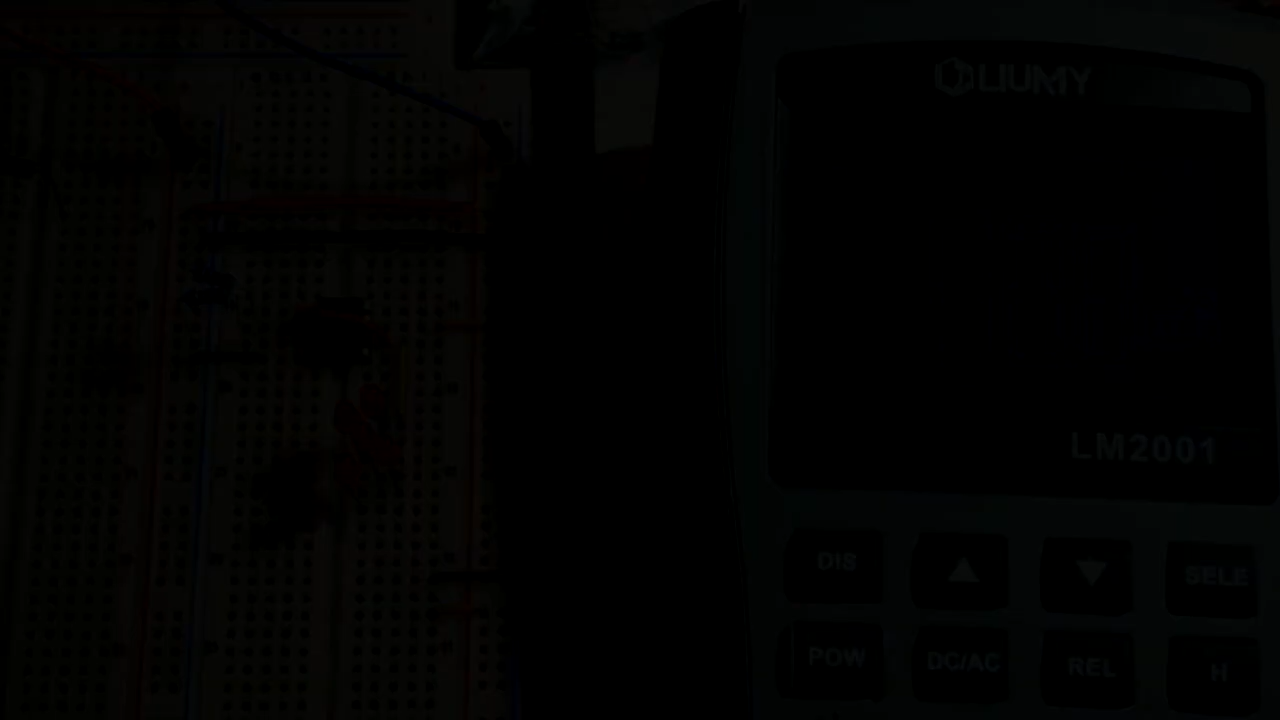 LIUMY
LM2001
DIS ▲ ▼ SELE
POW DC/AC REL H